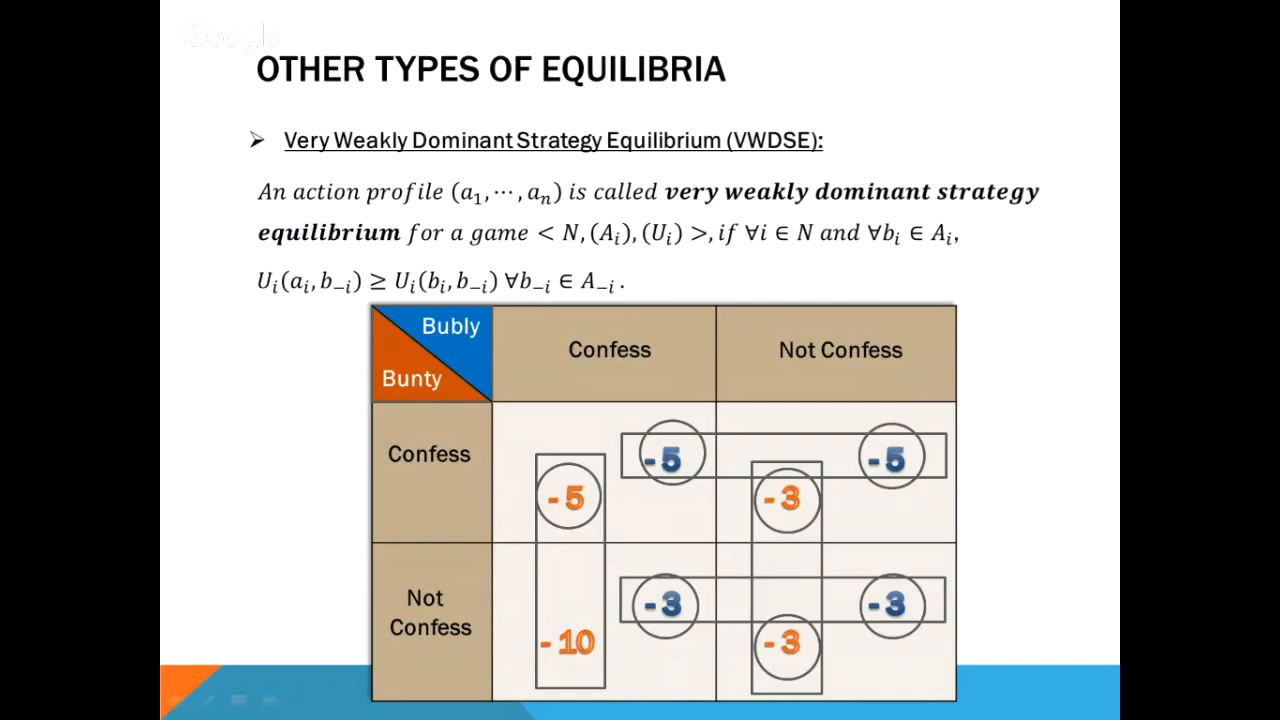 Google
OTHER TYPES OF EQUILIBRIA
➢ Very Weakly Dominant Strategy Equilibrium (VWDSE):
An action profile (a₁, ⋯, aₙ) is called very weakly dominant strategy
equilibrium for a game < N, (Aᵢ), (Uᵢ) >, if ∀i ∈ N and ∀bᵢ ∈ Aᵢ,
Uᵢ(aᵢ, b₋ᵢ) ≥ Uᵢ(bᵢ, b₋ᵢ) ∀b₋ᵢ ∈ A₋ᵢ .
Bubly
Bunty
Confess
Not Confess
Confess
-5
-5
-5
-3
Not
Confess
-3
-3
-10
-3